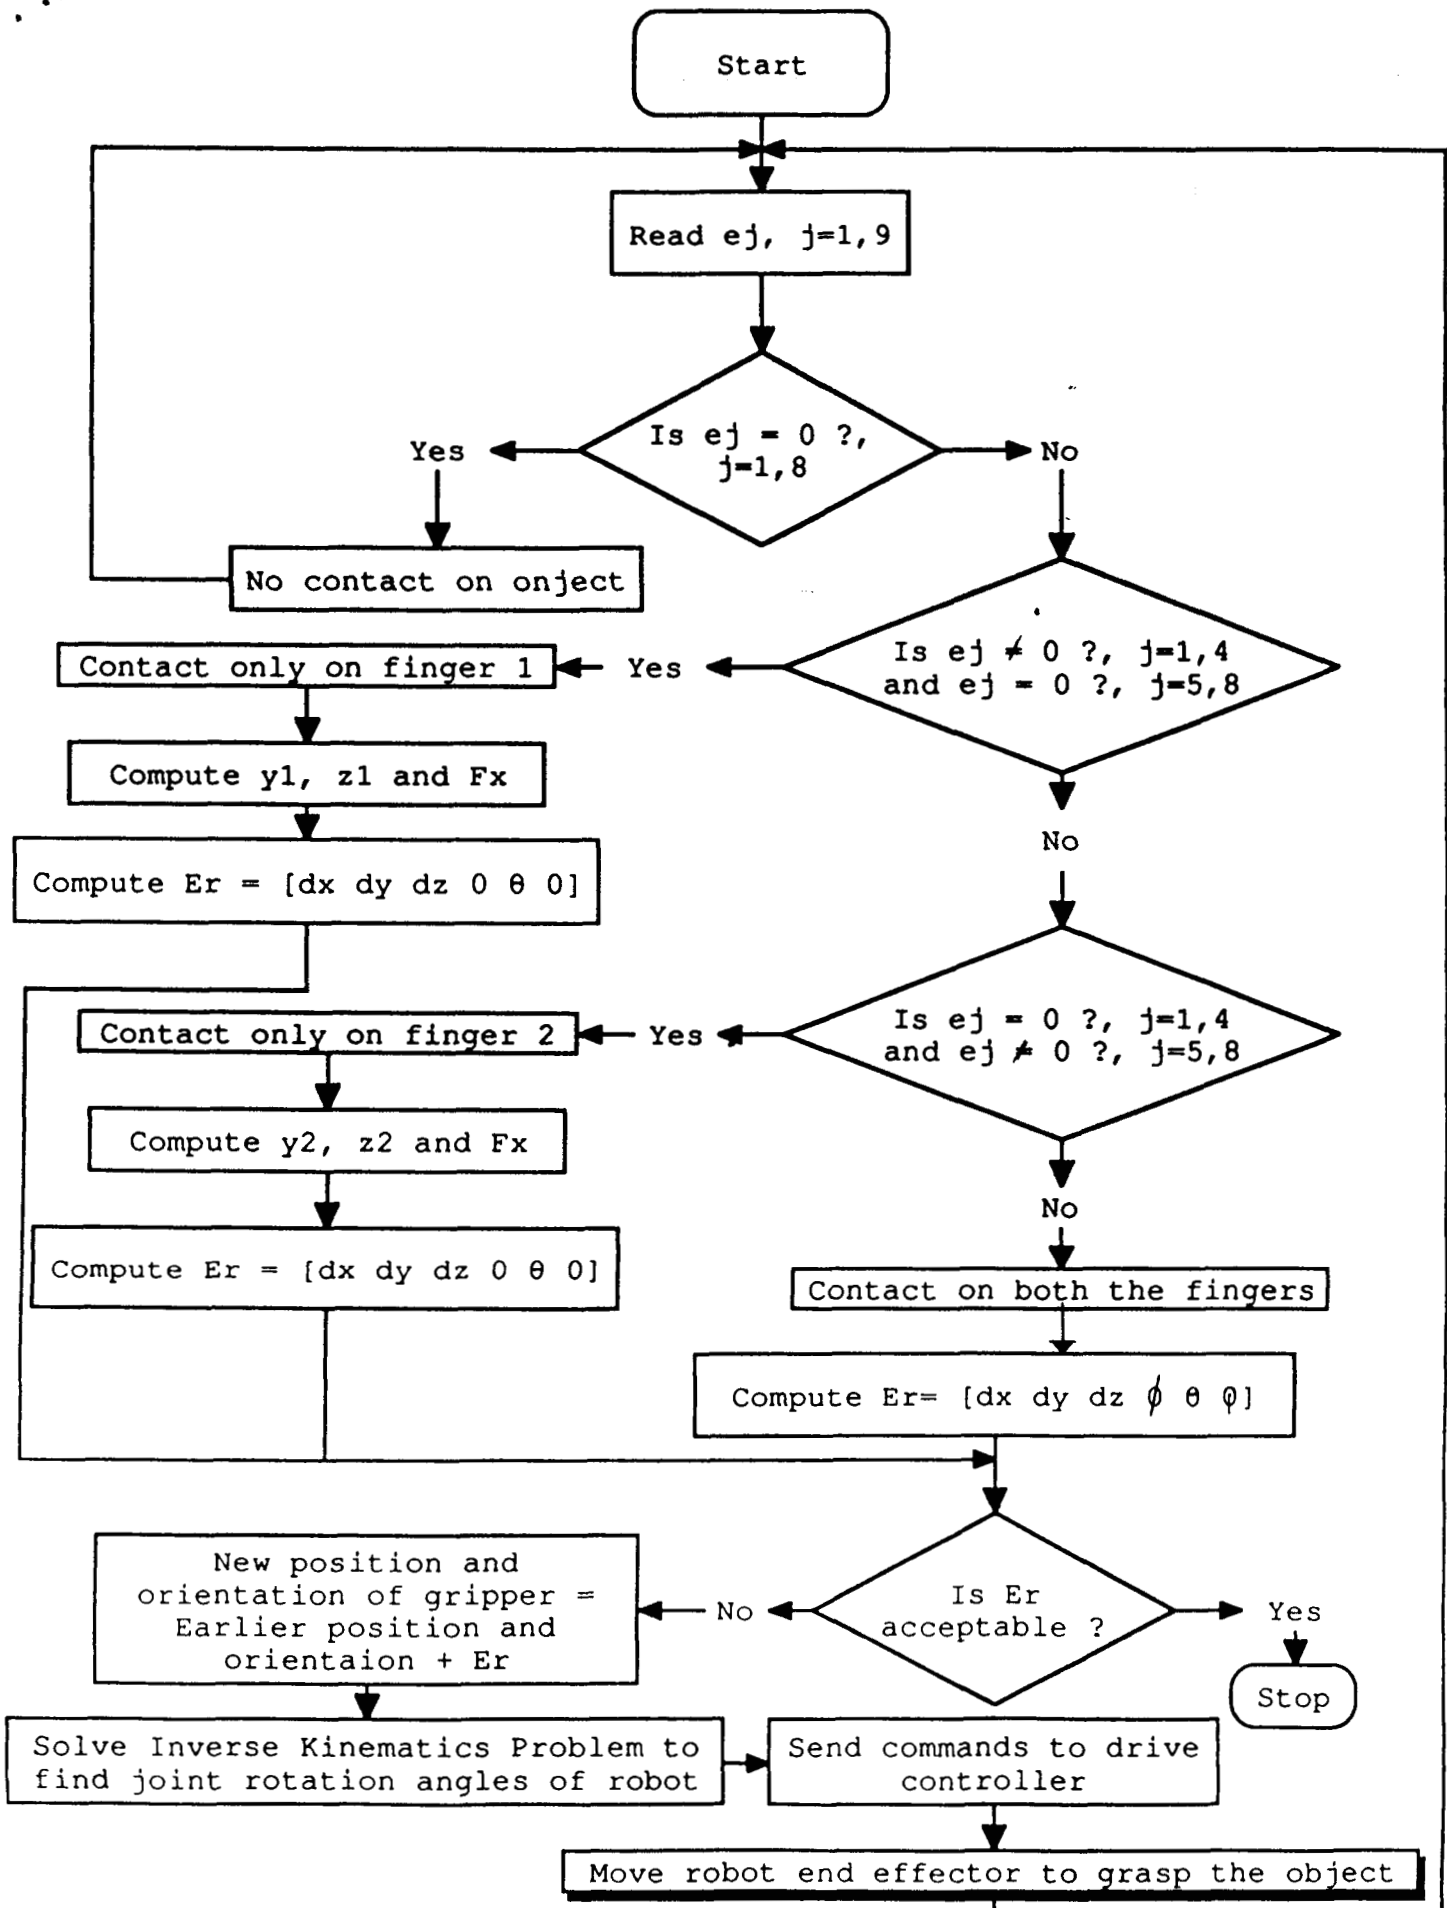 Start
Read ej, j=1,9
Is ej = 0 ?,
j=1,8
Yes
No
No contact on onject
Is ej ≠ 0 ?, j=1,4
and ej = 0 ?, j=5,8
Yes
Contact only on finger 1
Compute y1, z1 and Fx
No
Compute Er = [dx dy dz 0 θ 0]
Is ej = 0 ?, j=1,4
and ej ≠ 0 ?, j=5,8
Yes
Contact only on finger 2
Compute y2, z2 and Fx
No
Compute Er = [dx dy dz 0 θ 0]
Contact on both the fingers
Compute Er= [dx dy dz ϕ θ φ]
Is Er
acceptable ?
No
Yes
New position and
orientation of gripper =
Earlier position and
orientaion + Er
Stop
Solve Inverse Kinematics Problem to
find joint rotation angles of robot
Send commands to drive
controller
Move robot end effector to grasp the object